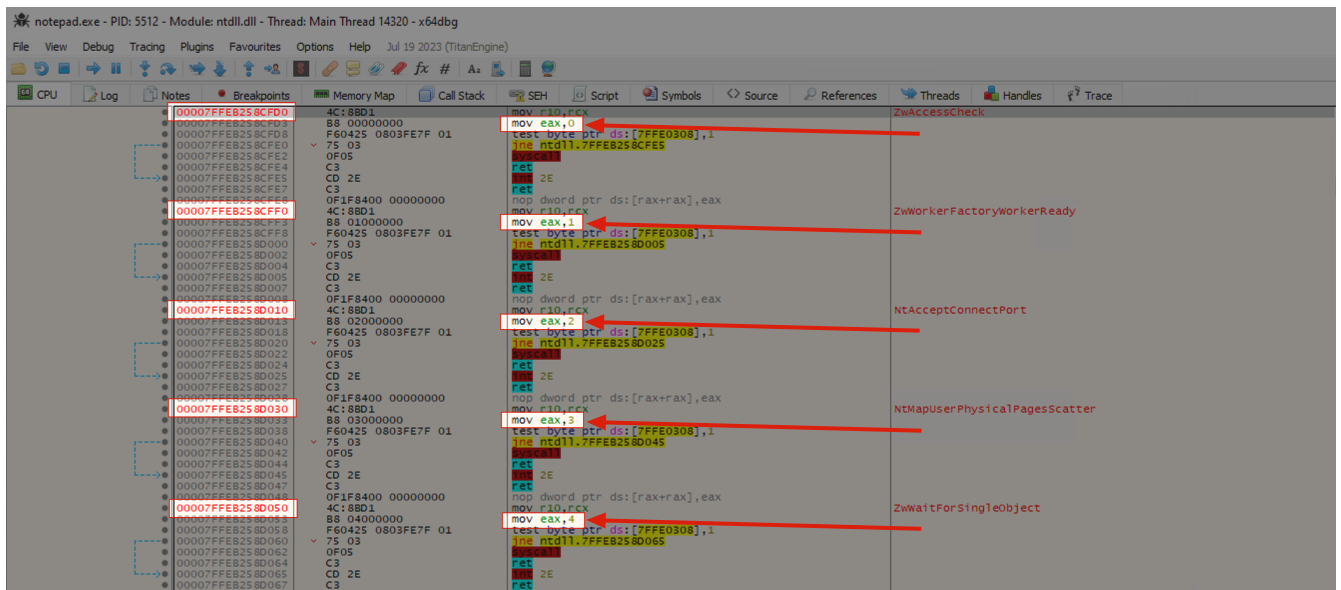 notepad.exe - PID: 5512 - Module: ntdll.dll - Thread: Main Thread 14320 - x64dbg
File View Debug Tracing Plugins Favourites Options Help Jul 19 2023 (TitanEngine)
CPU Log Notes Breakpoints Memory Map Call Stack SEH Script Symbols Source References Threads Handles Trace
00007FFEB258CFD0 4C:8BD1 mov r10,rcx ZwAccessCheck
00007FFEB258CFD3 B8 00000000 mov eax,0
00007FFEB258CFD8 F60425 0803FE7F 01 test byte ptr ds:[7FFE0308],1
00007FFEB258CFE0 75 03 jne ntdll.7FFEB258CFE5
00007FFEB258CFE2 0F05 syscall
00007FFEB258CFE4 C3 ret
00007FFEB258CFE5 CD 2E int 2E
00007FFEB258CFE7 C3 ret
00007FFEB258CFE8 0F1F8400 00000000 nop dword ptr ds:[rax+rax],eax
00007FFEB258CFF0 4C:8BD1 mov r10,rcx ZwWorkerFactoryWorkerReady
00007FFEB258CFF3 B8 01000000 mov eax,1
00007FFEB258CFF8 F60425 0803FE7F 01 test byte ptr ds:[7FFE0308],1
00007FFEB258D000 75 03 jne ntdll.7FFEB258D005
00007FFEB258D002 0F05 syscall
00007FFEB258D004 C3 ret
00007FFEB258D005 CD 2E int 2E
00007FFEB258D007 C3 ret
00007FFEB258D008 0F1F8400 00000000 nop dword ptr ds:[rax+rax],eax
00007FFEB258D010 4C:8BD1 mov r10,rcx NtAcceptConnectPort
00007FFEB258D013 B8 02000000 mov eax,2
00007FFEB258D018 F60425 0803FE7F 01 test byte ptr ds:[7FFE0308],1
00007FFEB258D020 75 03 jne ntdll.7FFEB258D025
00007FFEB258D022 0F05 syscall
00007FFEB258D024 C3 ret
00007FFEB258D025 CD 2E int 2E
00007FFEB258D027 C3 ret
00007FFEB258D028 0F1F8400 00000000 nop dword ptr ds:[rax+rax],eax
00007FFEB258D030 4C:8BD1 mov r10,rcx NtMapUserPhysicalPagesScatter
00007FFEB258D033 B8 03000000 mov eax,3
00007FFEB258D038 F60425 0803FE7F 01 test byte ptr ds:[7FFE0308],1
00007FFEB258D040 75 03 jne ntdll.7FFEB258D045
00007FFEB258D042 0F05 syscall
00007FFEB258D044 C3 ret
00007FFEB258D045 CD 2E int 2E
00007FFEB258D047 C3 ret
00007FFEB258D048 0F1F8400 00000000 nop dword ptr ds:[rax+rax],eax
00007FFEB258D050 4C:8BD1 mov r10,rcx ZwWaitForSingleObject
00007FFEB258D053 B8 04000000 mov eax,4
00007FFEB258D058 F60425 0803FE7F 01 test byte ptr ds:[7FFE0308],1
00007FFEB258D060 75 03 jne ntdll.7FFEB258D065
00007FFEB258D062 0F05 syscall
00007FFEB258D064 C3 ret
00007FFEB258D065 CD 2E int 2E
00007FFEB258D067 C3 ret